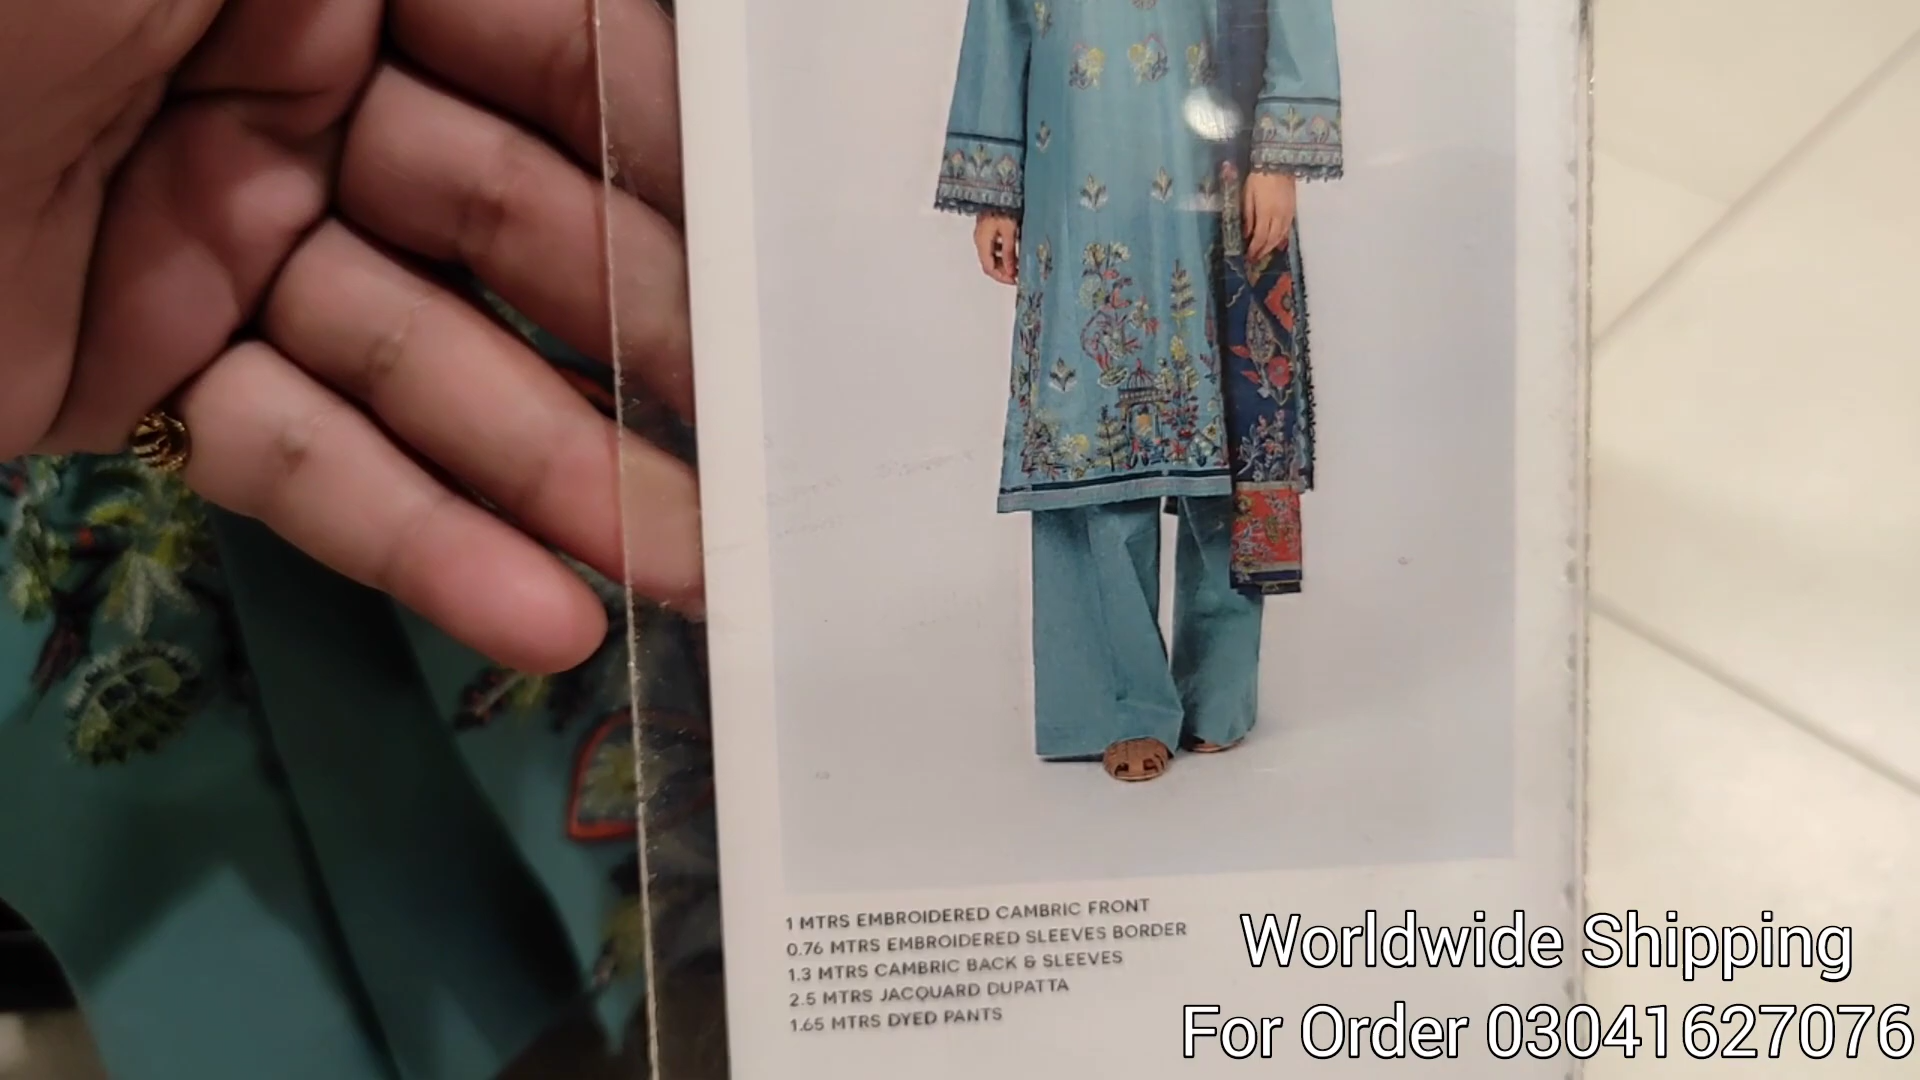 1 MTRS EMBROIDERED CAMBRIC FRONT
0.76 MTRS EMBROIDERED SLEEVES BORDER
1.3 MTRS CAMBRIC BACK & SLEEVES
2.5 MTRS JACQUARD DUPATTA
1.65 MTRS DYED PANTS
Worldwide Shipping
For Order 03041627076